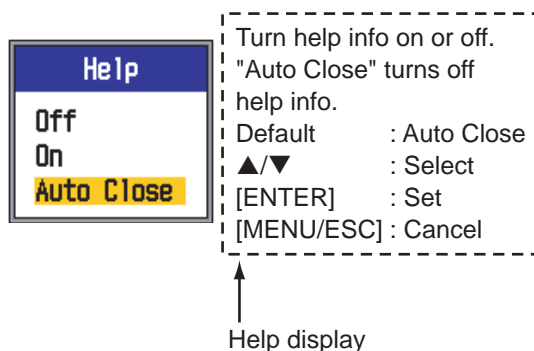 Help
Off
On
Auto Close
Turn help info on or off.
"Auto Close" turns off
help info.
Default : Auto Close
▲/▼ : Select
[ENTER] : Set
[MENU/ESC] : Cancel
Help display